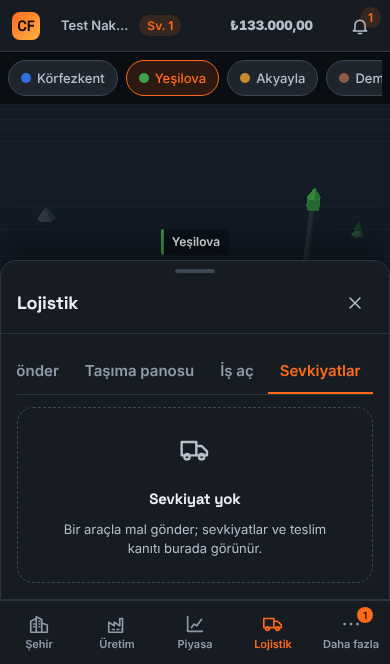 CF Test Nak... Sv. 1 ₺133.000,00 1
Körfezkent Yeşilova Akyayla Dem
Yeşilova
Lojistik
önder Taşıma panosu İş aç Sevkiyatlar
Sevkiyat yok
Bir araçla mal gönder; sevkiyatlar ve teslim
kanıtı burada görünür.
1
Şehir Üretim Piyasa Lojistik Daha fazla